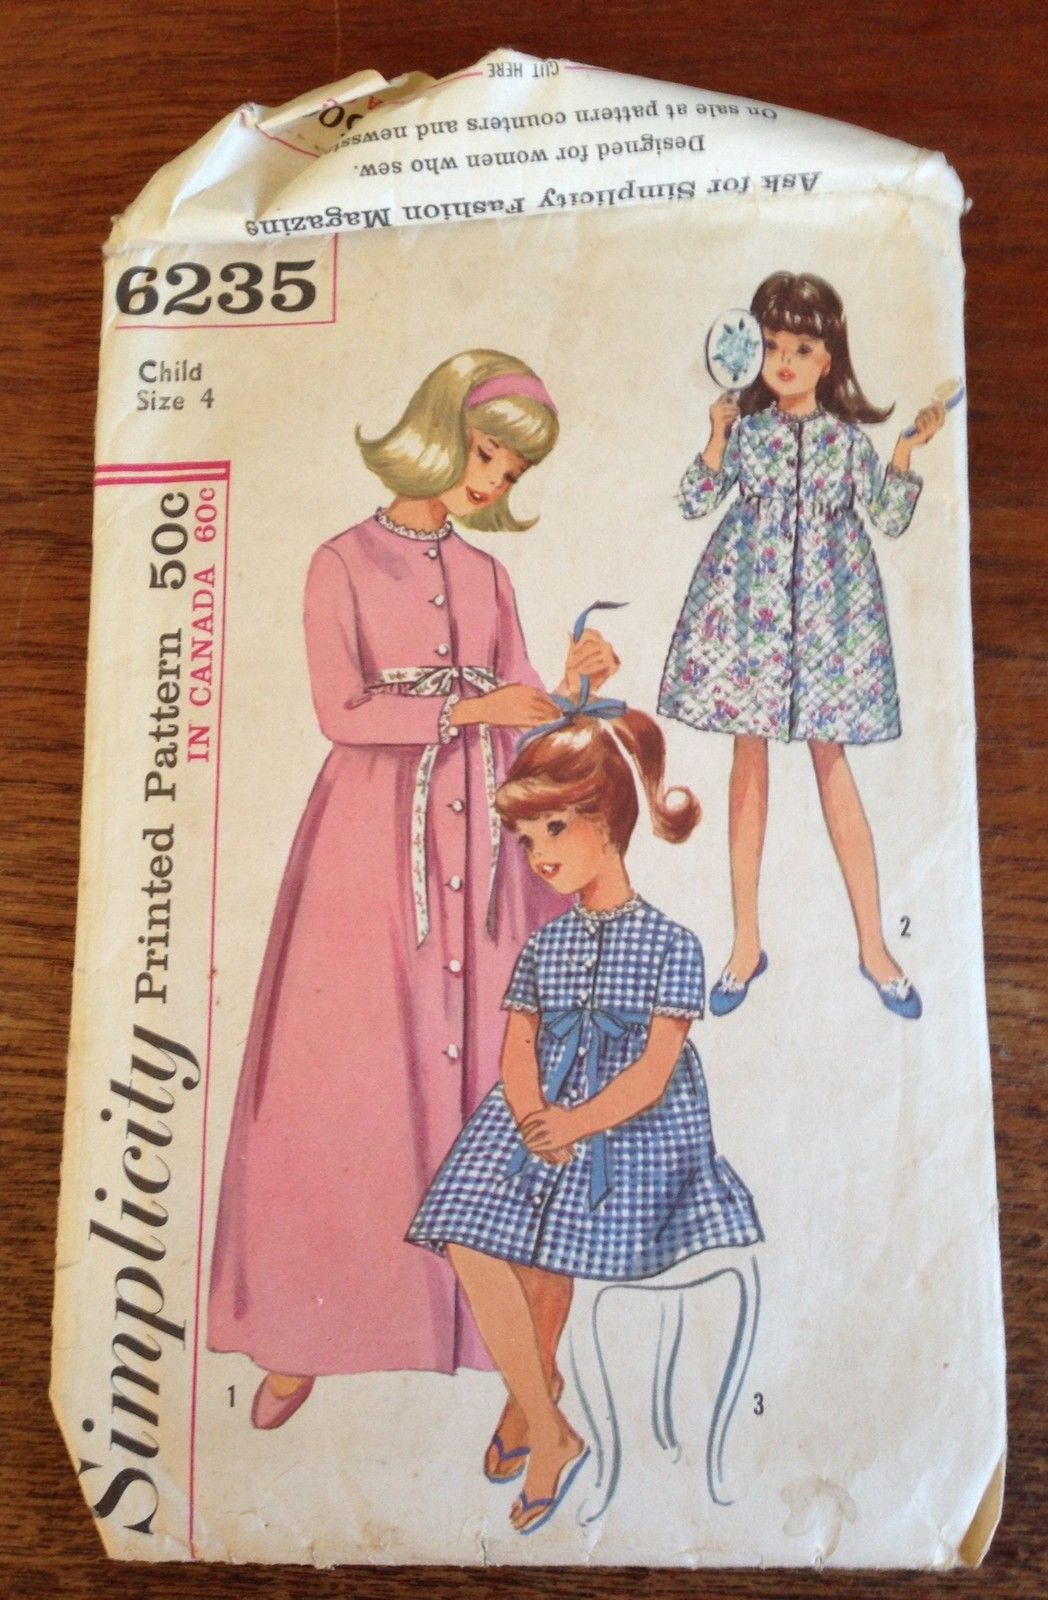 CUT HERE
On sale at pattern counters and newsst
Designed for women who sew.
Ask for Simplicity Fashion Magazine
6235
Child
Size 4
Simplicity Printed Pattern 50c
IN CANADA 60c
1
2
3